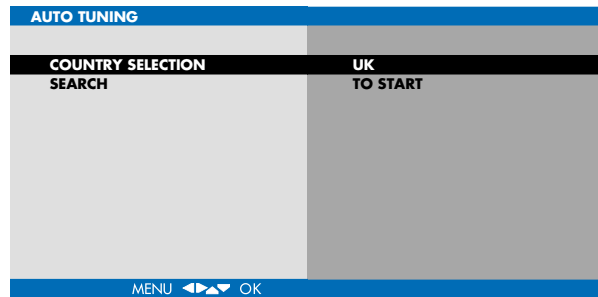 AUTO TUNING
COUNTRY SELECTION UK
SEARCH TO START
MENU ◀▶▲▼ OK